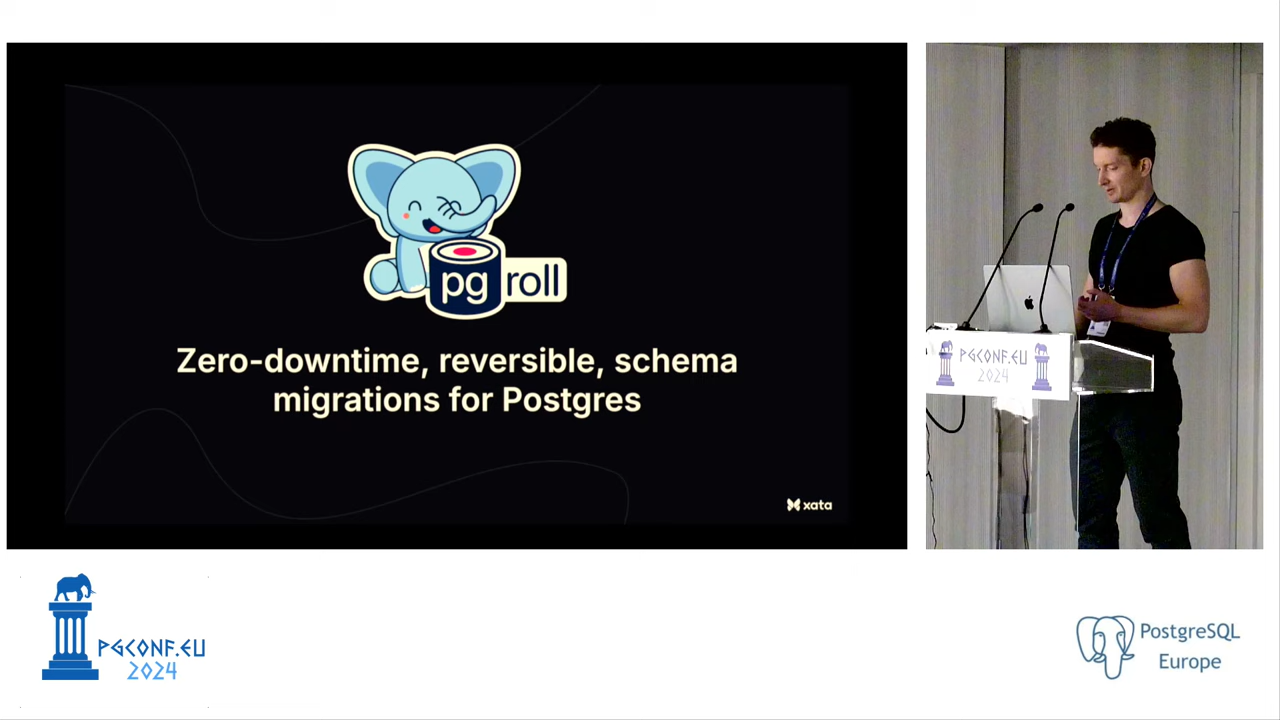 pg roll
Zero-downtime, reversible, schema
migrations for Postgres
xata
PGCONF.EU
2024
PGCONF.EU
2024
PostgreSQL
Europe